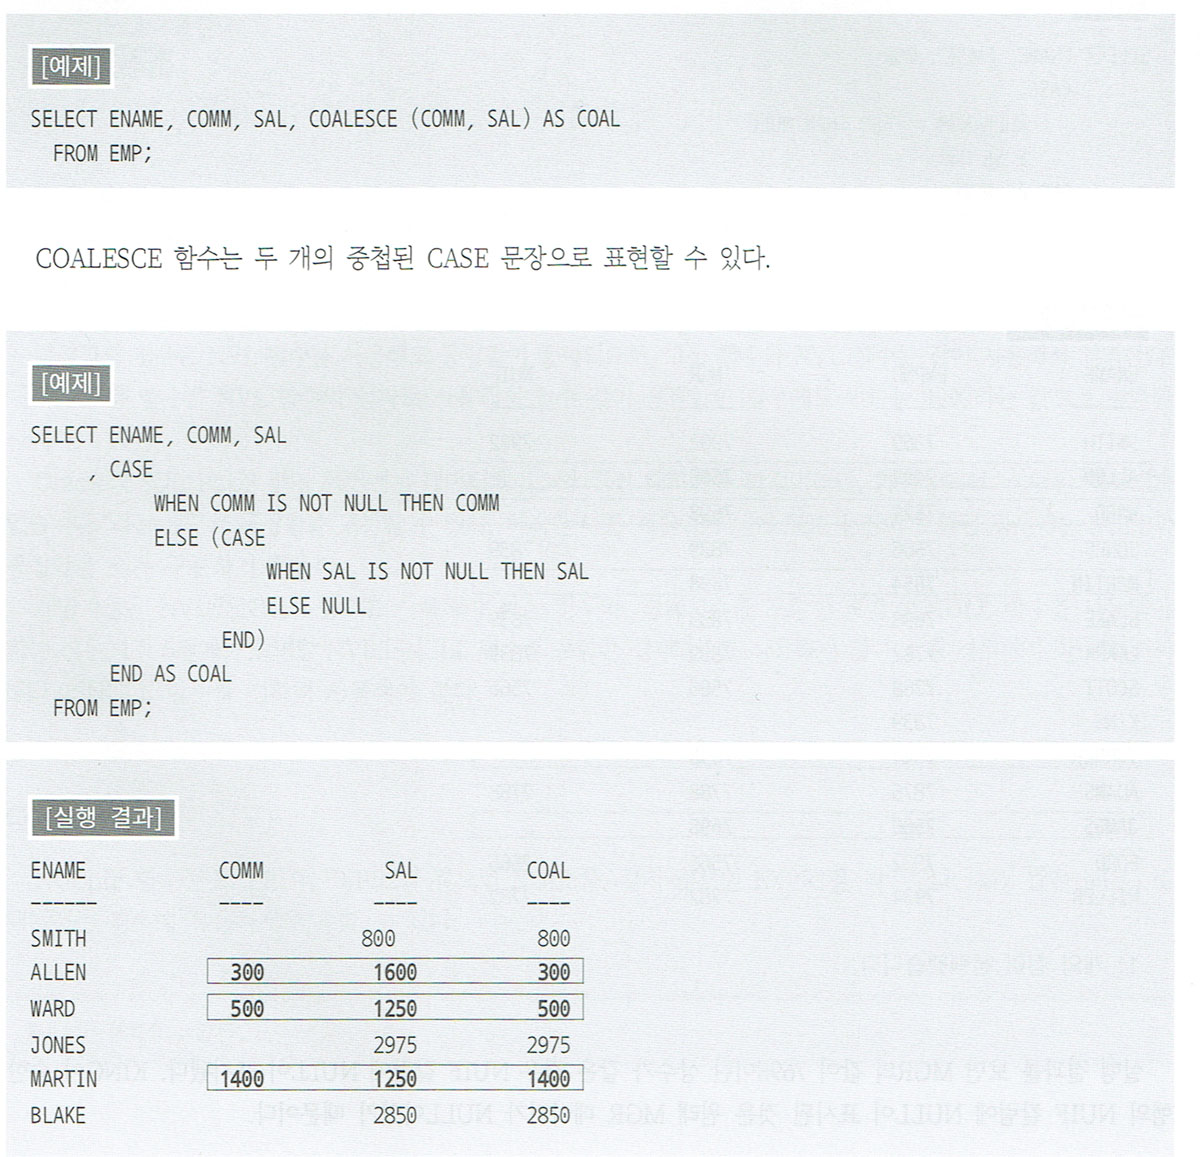 [예제]
SELECT ENAME, COMM, SAL, COALESCE (COMM, SAL) AS COAL
FROM EMP;
COALESCE 함수는 두 개의 중첩된 CASE 문장으로 표현할 수 있다.
[예제]
SELECT ENAME, COMM, SAL
, CASE
WHEN COMM IS NOT NULL THEN COMM
ELSE (CASE
WHEN SAL IS NOT NULL THEN SAL
ELSE NULL
END)
END AS COAL
FROM EMP;
[실행 결과]
ENAME COMM SAL COAL
------ ---- ---- ----
SMITH 800 800
ALLEN 300 1600 300
WARD 500 1250 500
JONES 2975 2975
MARTIN 1400 1250 1400
BLAKE 2850 2850